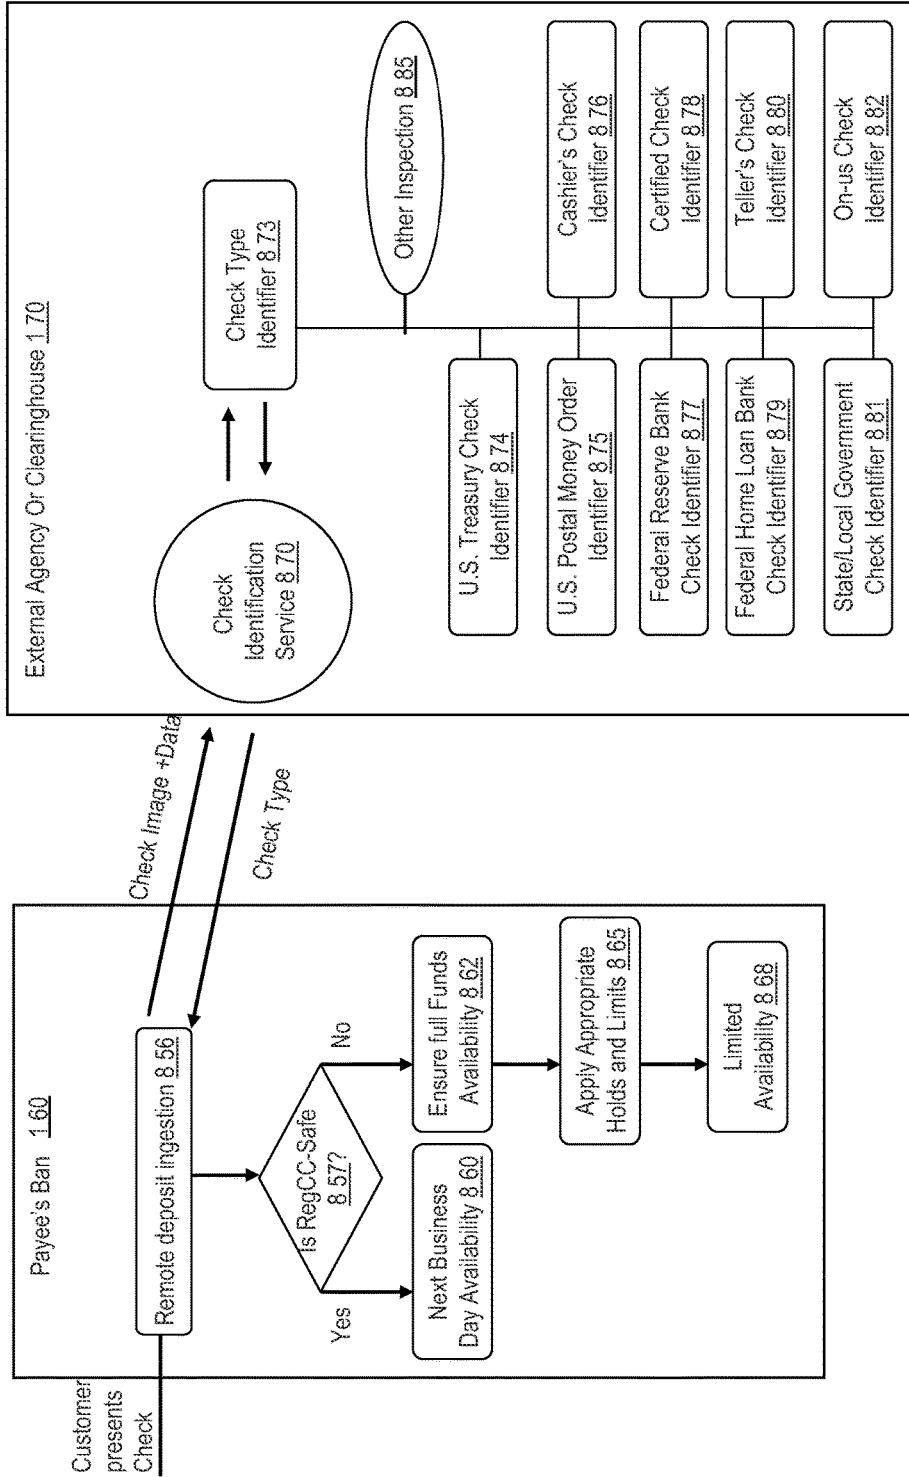 Customer
presents
Check
Payee's Ban 1 60
Remote deposit ingestion 8 56
Is RegCC-Safe
8 57?
Yes
No
Next Business
Day Availability 8 60
Ensure full Funds
Availability 8 62
Apply Appropriate
Holds and Limits 8 65
Limited
Availability 8 68
Check Image +Data
Check Type
External Agency Or Clearinghouse 1 70
Check
Identification
Service 8 70
Check Type
Identifier 8 73
Other Inspection 8 85
U.S. Treasury Check
Identifier 8 74
U.S. Postal Money Order
Identifier 8 75
Cashier's Check
Identifier 8 76
Federal Reserve Bank
Check Identifier 8 77
Certified Check
Identifier 8 78
Federal Home Loan Bank
Check Identifier 8 79
Teller's Check
Identifier 8 80
State/Local Government
Check Identifier 8 81
On-us Check
Identifier 8 82